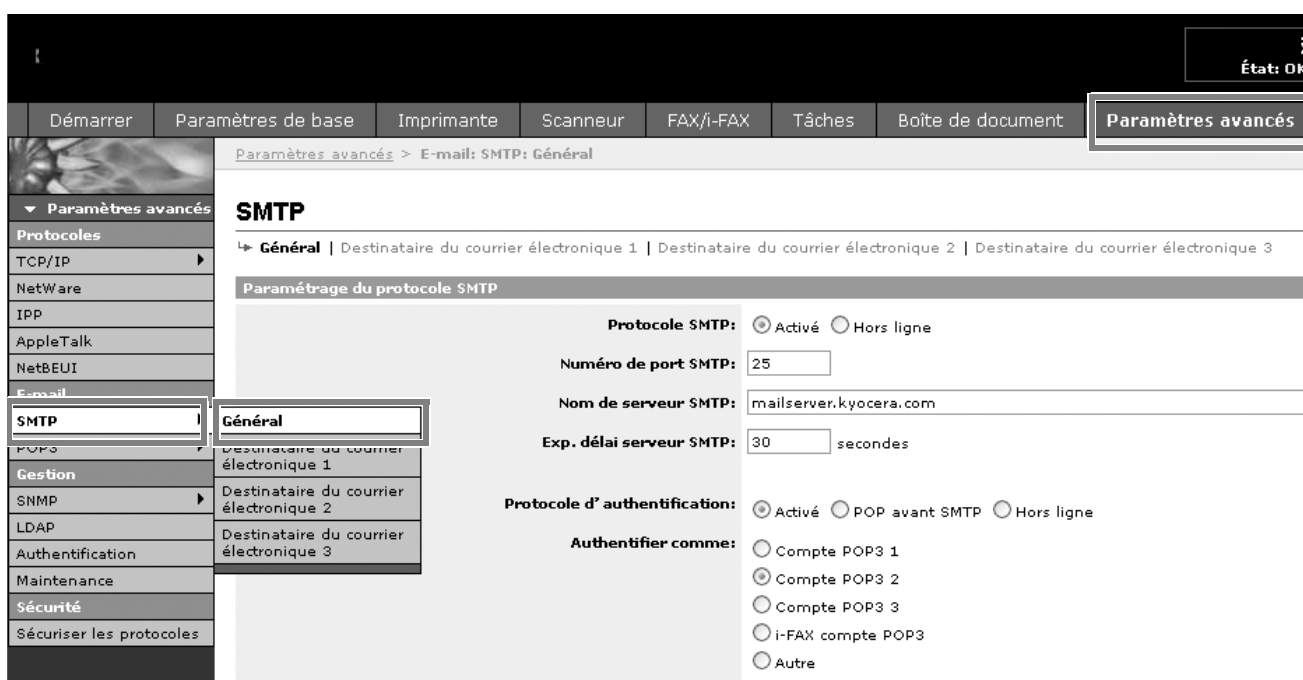 État: OK
Démarrer Paramètres de base Imprimante Scanneur FAX/i-FAX Tâches Boîte de document Paramètres avancés
Paramètres avancés > E-mail: SMTP: Général
Paramètres avancés
Protocoles
TCP/IP
NetWare
IPP
AppleTalk
NetBEUI
E-mail
SMTP
POP3
Gestion
SNMP
LDAP
Authentification
Maintenance
Sécurité
Sécuriser les protocoles
Général
Destinataire du courrier
électronique 1
Destinataire du courrier
électronique 2
Destinataire du courrier
électronique 3
SMTP
Général | Destinataire du courrier électronique 1 | Destinataire du courrier électronique 2 | Destinataire du courrier électronique 3
Paramétrage du protocole SMTP
Protocole SMTP: Activé Hors ligne
Numéro de port SMTP: 25
Nom de serveur SMTP: mailserver.kyocera.com
Exp. délai serveur SMTP: 30 secondes
Protocole d'authentification: Activé POP avant SMTP Hors ligne
Authentifier comme: Compte POP3 1
Compte POP3 2
Compte POP3 3
i-FAX compte POP3
Autre